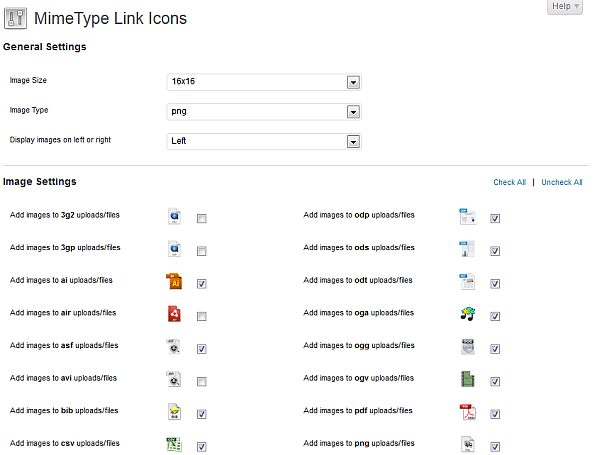 Help
MimeType Link Icons
General Settings
Image Size 16x16
Image Type png
Display images on left or right Left
Image Settings Check All | Uncheck All
Add images to 3g2 uploads/files Add images to odp uploads/files
Add images to 3gp uploads/files Add images to ods uploads/files
Add images to ai uploads/files Ai Add images to odt uploads/files
Add images to air uploads/files Add images to oga uploads/files
Add images to asf uploads/files Add images to ogg uploads/files
Add images to avi uploads/files Add images to ogv uploads/files
Add images to bib uploads/files Add images to pdf uploads/files
Add images to csv uploads/files Add images to png uploads/files